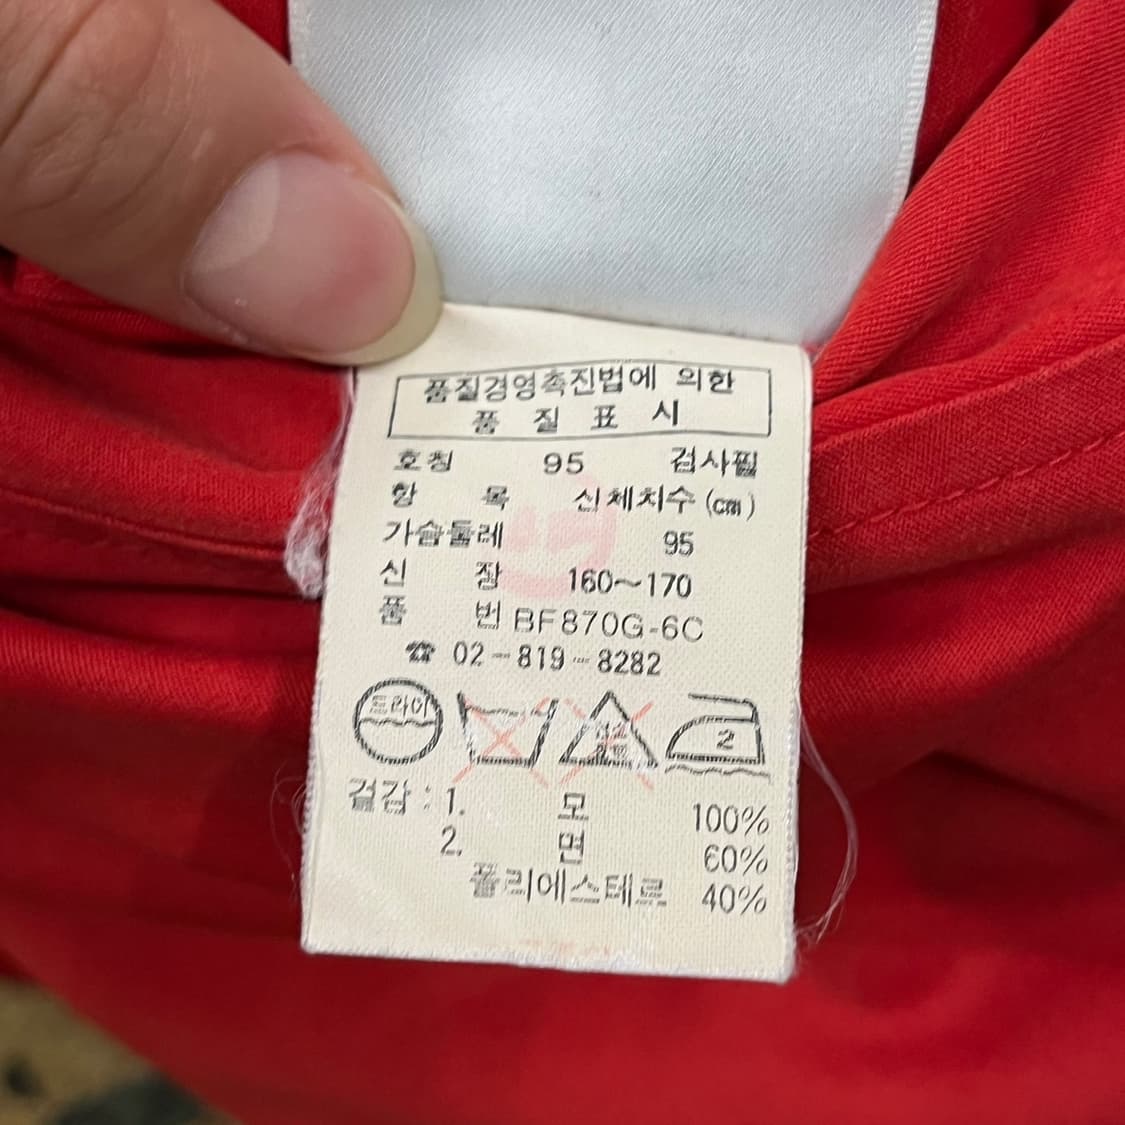 품질경영촉진법에 의한
품 질 표 시
호칭 95 검사필
항 목 신체치수(cm)
가슴둘레 95
신 장 160~170
품 번 BF870G-6C
☎ 02-819-8282
드라이
2
겉감 : 1. 모 100%
2. 면 60%
폴리에스테르 40%